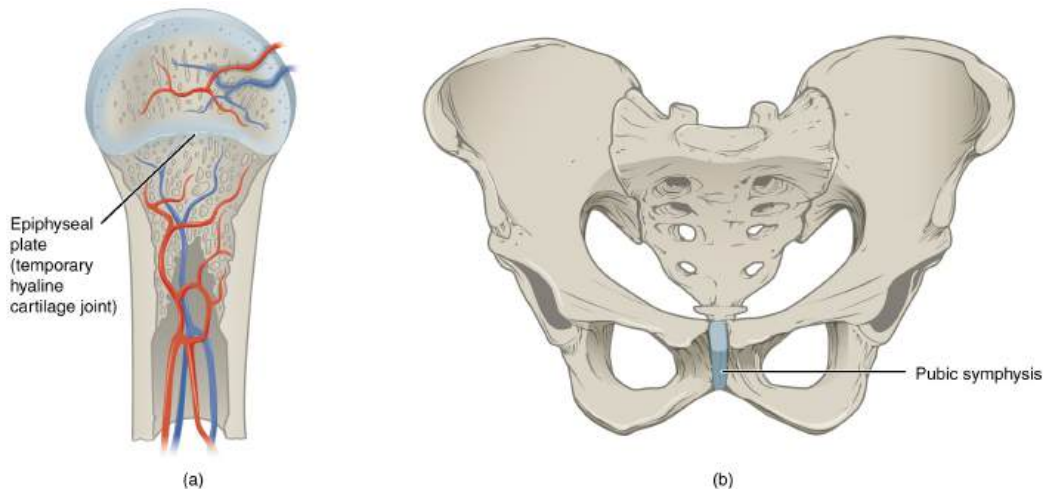 Epiphyseal
plate
(temporary
hyaline
cartilage joint)
Pubic symphysis
(a)
(b)